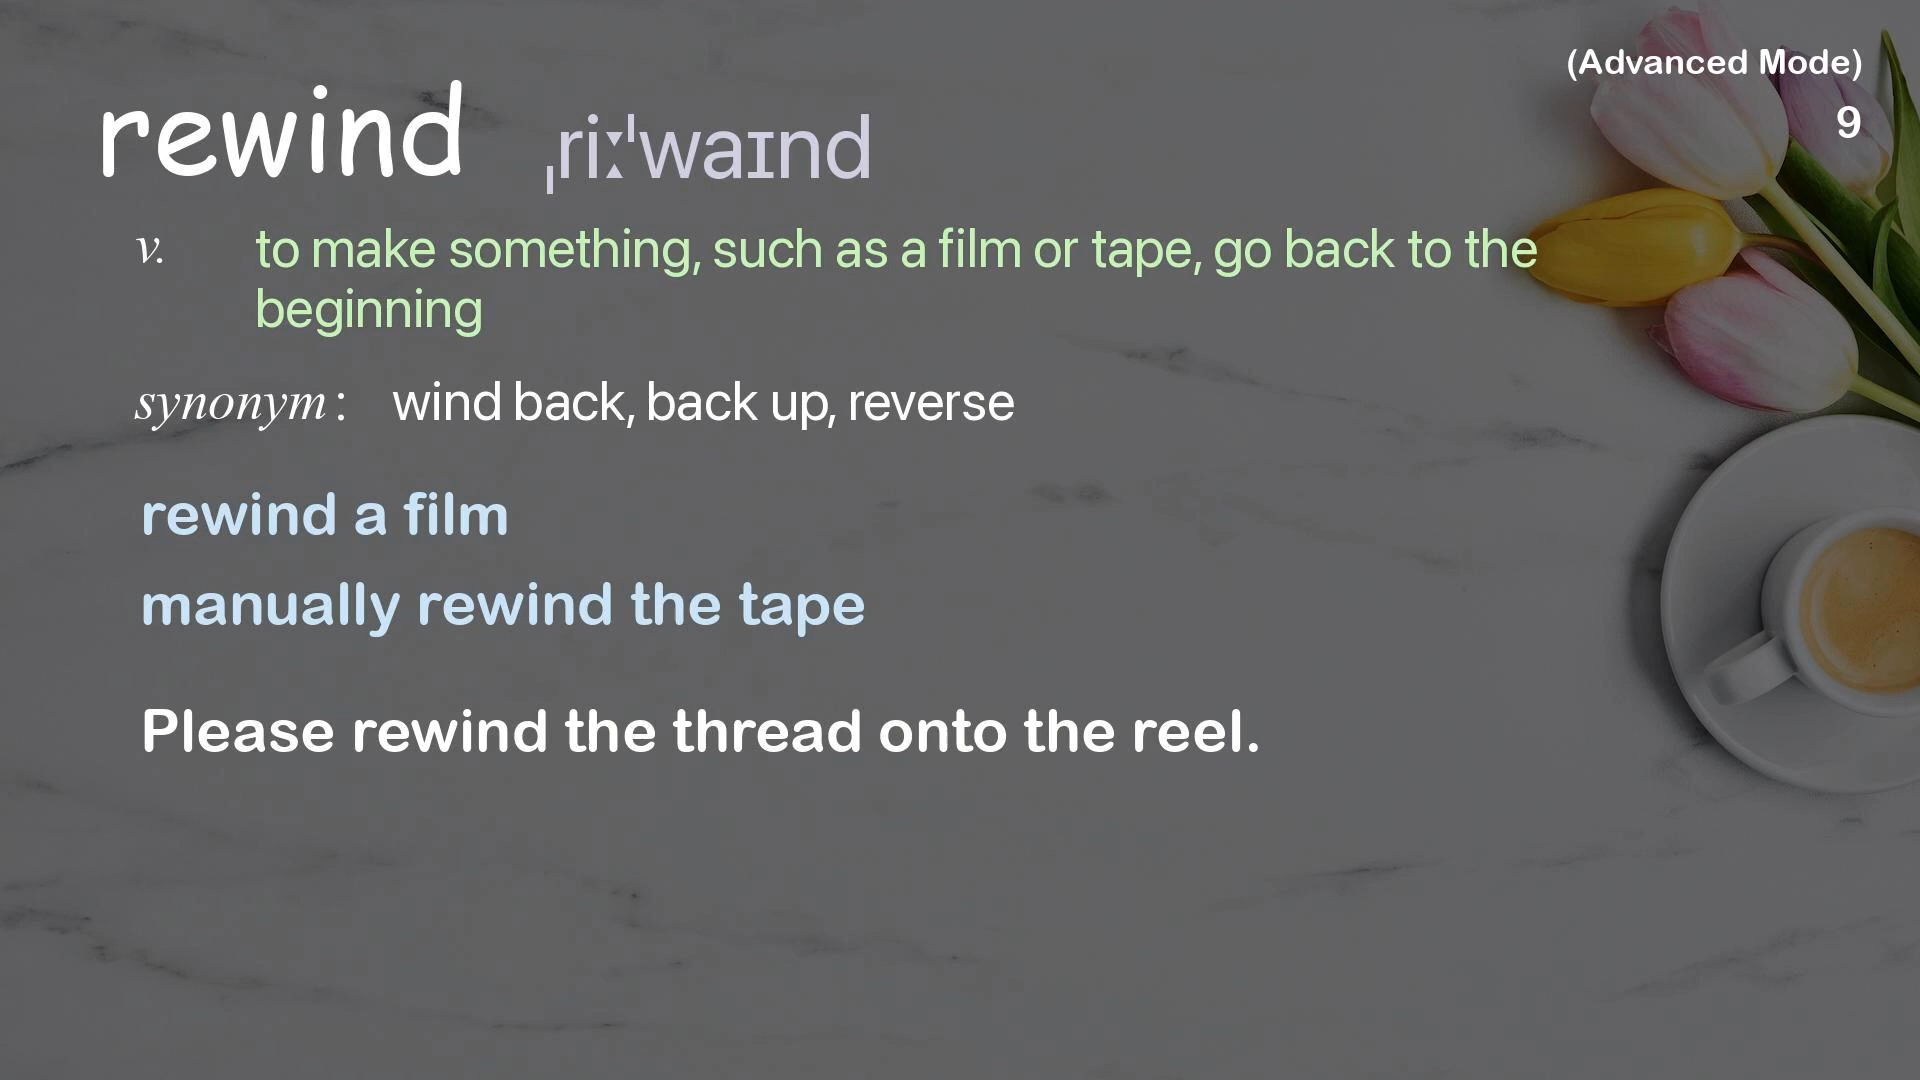 (Advanced Mode)
9
rewind ˌriːˈwaɪnd
v. to make something, such as a film or tape, go back to the
beginning
synonym: wind back, back up, reverse
rewind a film
manually rewind the tape
Please rewind the thread onto the reel.